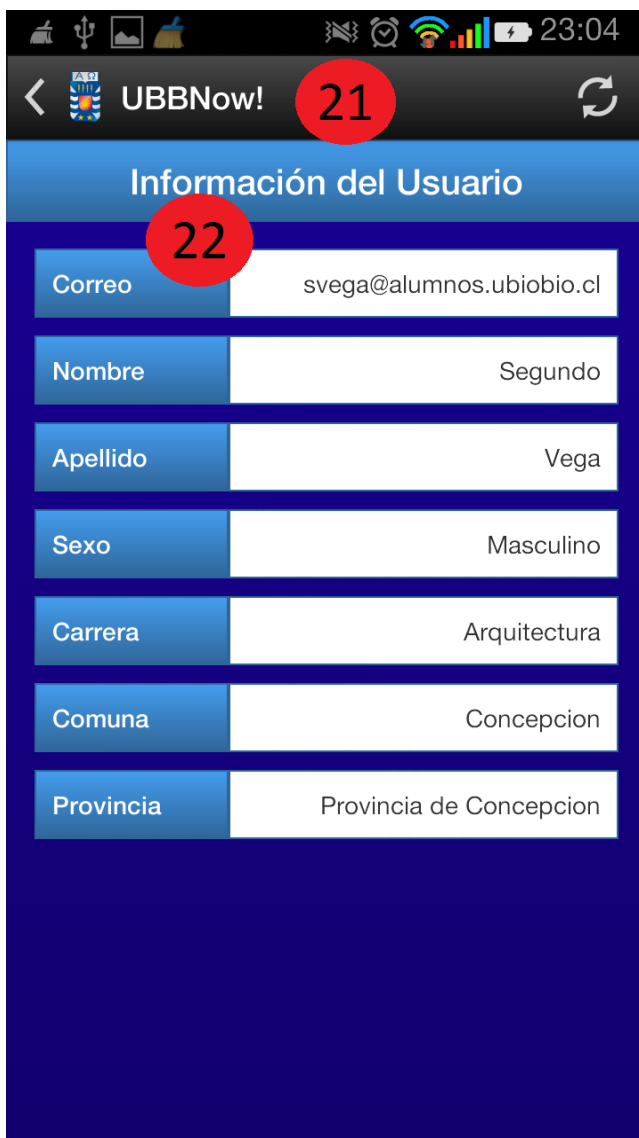 23:04
UBBNow!
21
Información del Usuario
22
Correo svega@alumnos.ubiobio.cl
Nombre Segundo
Apellido Vega
Sexo Masculino
Carrera Arquitectura
Comuna Concepcion
Provincia Provincia de Concepcion